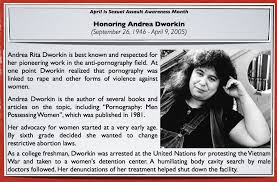 April is Sexual Assault Awareness Month
Honoring Andrea Dworkin
(September 26, 1946 - April 9, 2005)
Andrea Rita Dworkin is best known and respected for
her pioneering work in the anti-pornography field. At
one point Dworkin realized that pornography was
linked to rape and other forms of violence against
women.
Andrea Dworkin is the author of several books and
articles on the topic, including "Pornography: Men
Possessing Women", which was published in 1981.
Her advocacy for women started at a very early age.
By sixth grade she decided she wanted to change
restrictive abortion laws.
As a college freshman, Dworkin was arrested at the United Nations for protesting the Vietnam
War and taken to a women's detention center. A humiliating body cavity search by male
doctors followed. Her denunciations of her treatment helped shut down the facility.